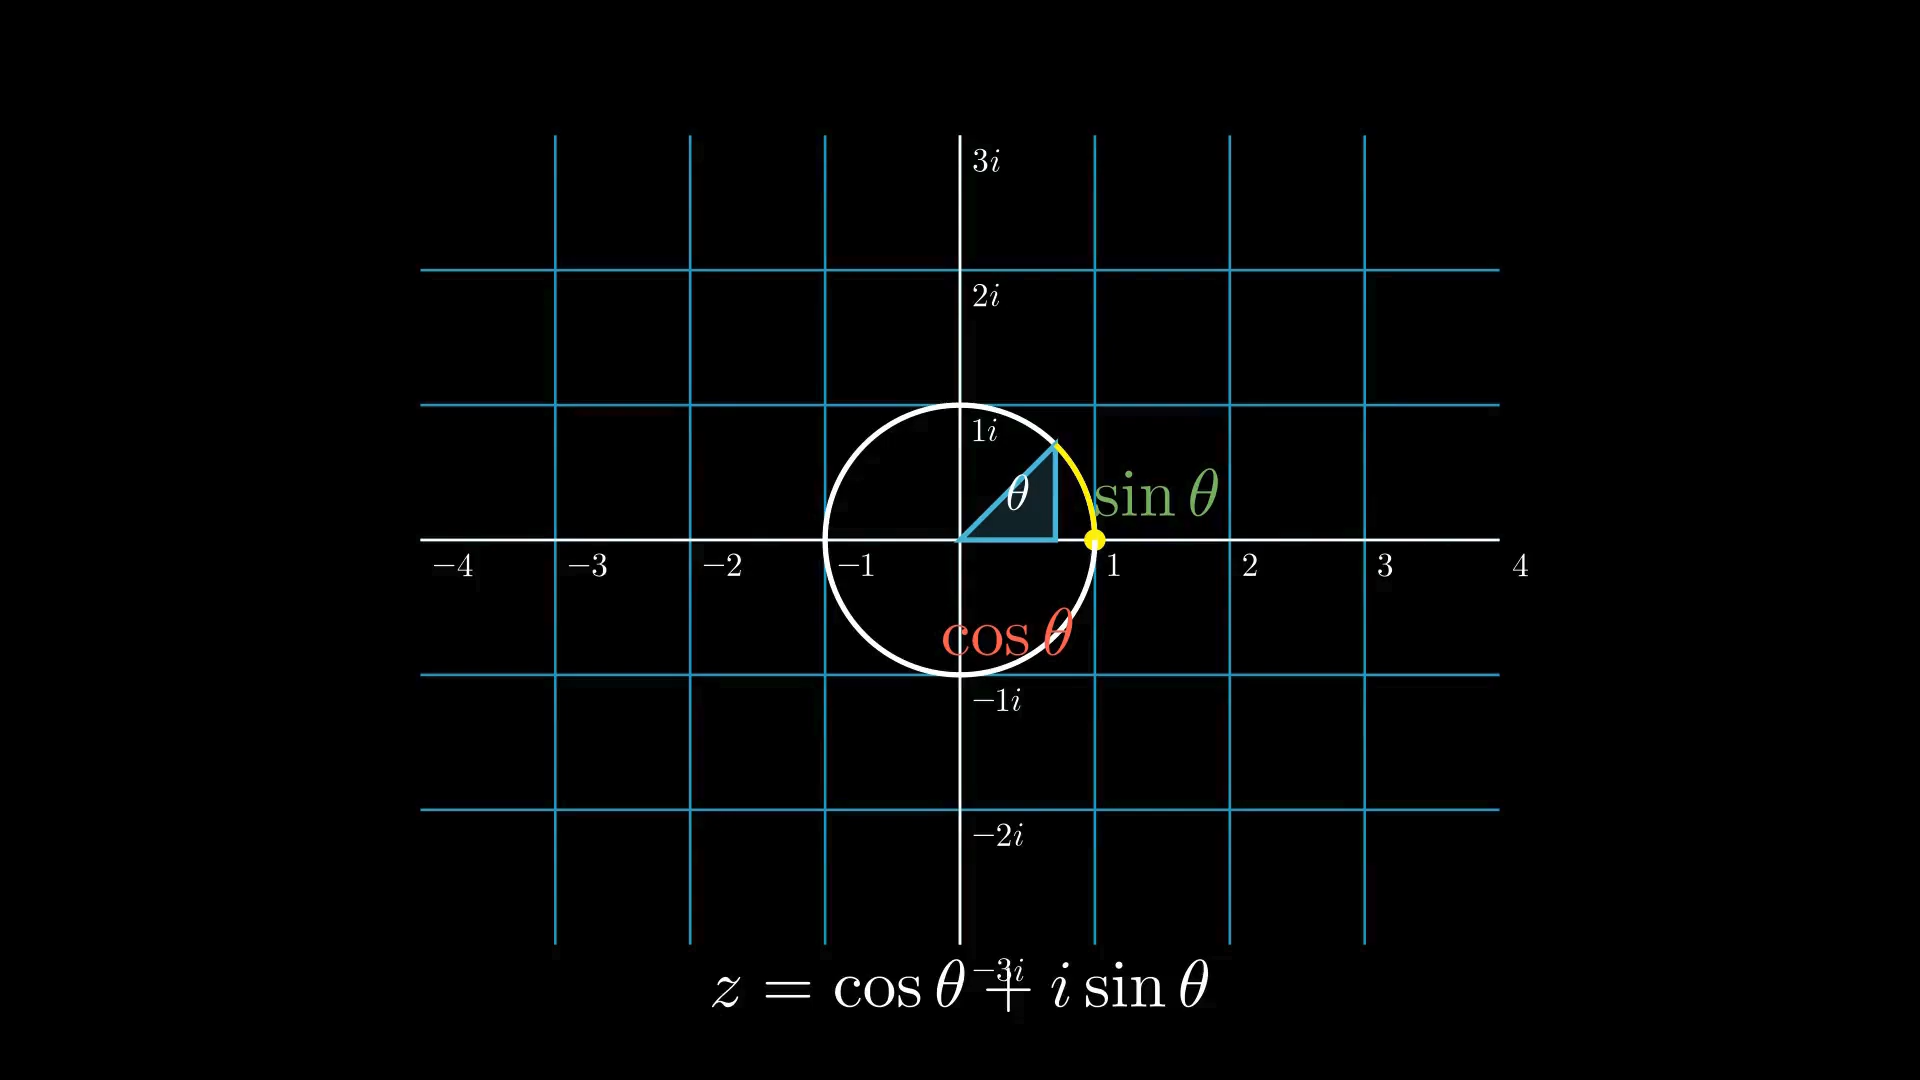 3i
2i
1i
θ
sin θ
−4 −3 −2 −1 1 2 3 4
cos θ
−1i
−2i
−3i
z = cos θ + i sin θ